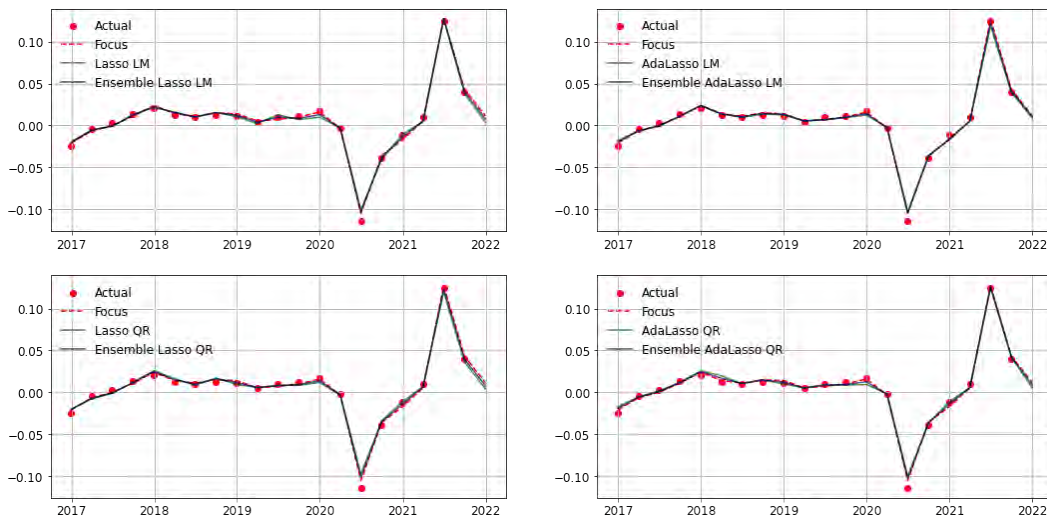 Actual
Focus
Lasso LM
Ensemble Lasso LM
0.10
0.05
0.00
−0.05
−0.10
2017 2018 2019 2020 2021 2022
Actual
Focus
AdaLasso LM
Ensemble AdaLasso LM
0.10
0.05
0.00
−0.05
−0.10
2017 2018 2019 2020 2021 2022
Actual
Focus
Lasso QR
Ensemble Lasso QR
0.10
0.05
0.00
−0.05
−0.10
2017 2018 2019 2020 2021 2022
Actual
Focus
AdaLasso QR
Ensemble AdaLasso QR
0.10
0.05
0.00
−0.05
−0.10
2017 2018 2019 2020 2021 2022